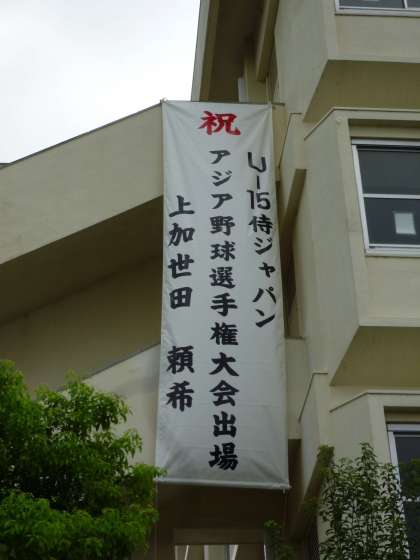 祝
U-15侍ジャパン
アジア野球選手権大会出場
上加世田 頼希